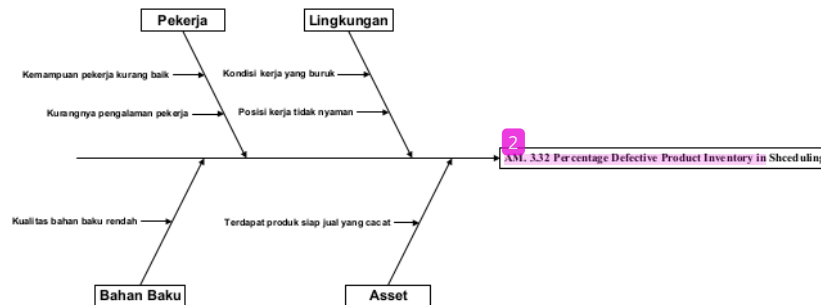 Pekerja
Lingkungan
Kemampuan pekerja kurang baik
Kondisi kerja yang buruk
Kurangnya pengalaman pekerja
Posisi kerja tidak nyaman
2
AM. 3.32 Percentage Defective Product Inventory in Shceduling
Kualitas bahan baku rendah
Terdapat produk siap jual yang cacat
Bahan Baku
Asset